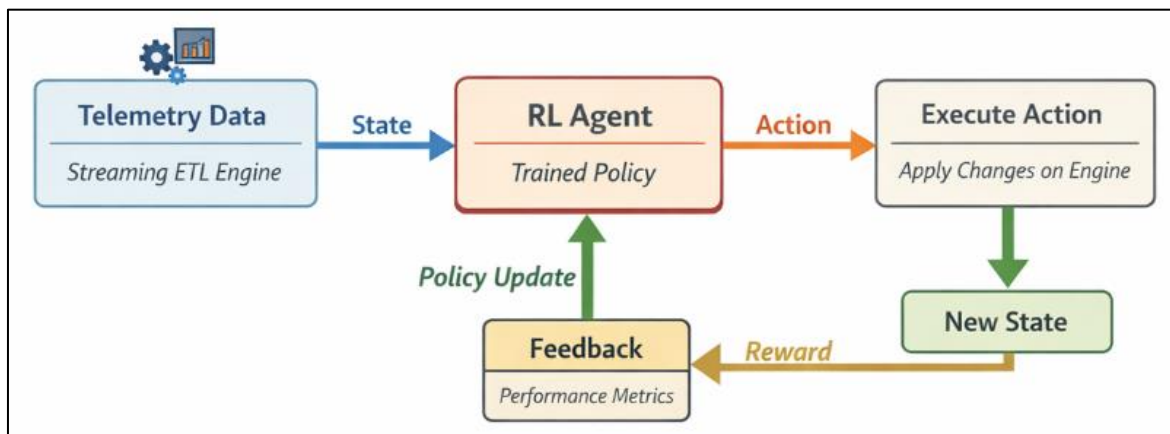 Telemetry Data
Streaming ETL Engine
State
RL Agent
Trained Policy
Action
Execute Action
Apply Changes on Engine
Policy Update
New State
Feedback
Performance Metrics
Reward